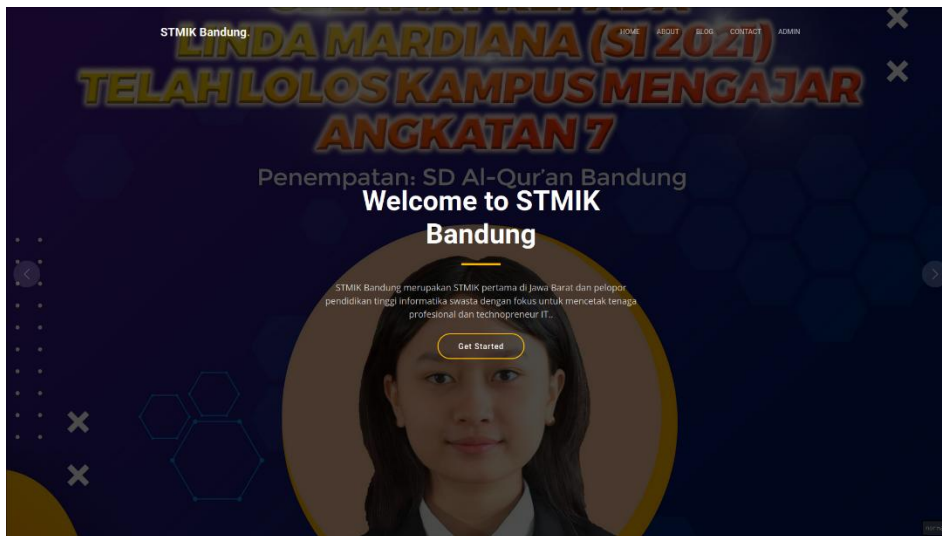 STMIK Bandung.
HOME ABOUT BLOG CONTACT ADMIN
LINDA MARDIANA (SI 2021)
TELAH LOLOS KAMPUS MENGAJAR
ANGKATAN 7
Penempatan: SD Al-Qur'an Bandung
Welcome to STMIK
Bandung
STMIK Bandung merupakan STMIK pertama di Jawa Barat dan pelopor
pendidikan tinggi informatika swasta dengan fokus untuk mencetak tenaga
profesional dan technopreneur IT..
Get Started